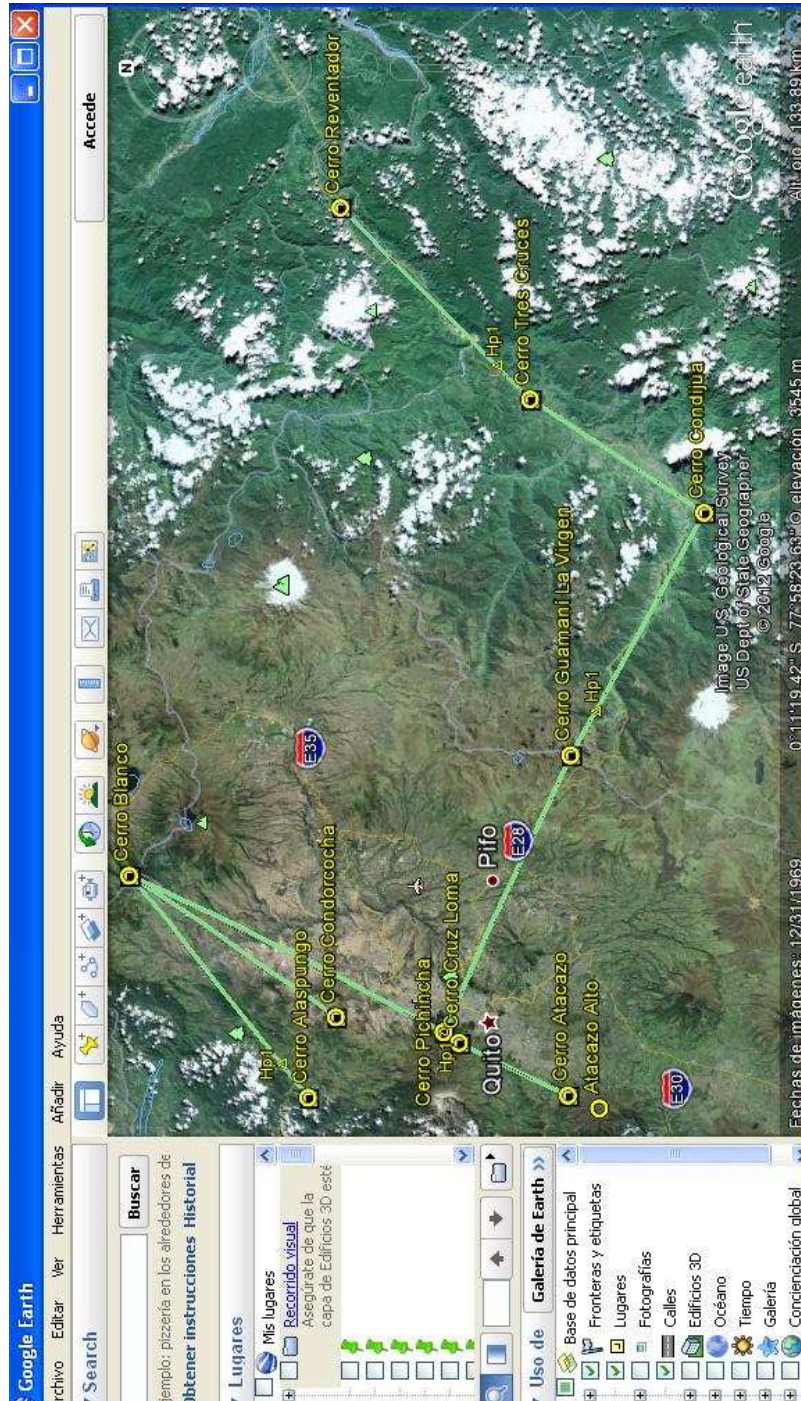 Google Earth
rchivo Editar Ver Herramientas Añadir Ayuda
Search
Buscar
jemplo: pizzería en los alrededores de
btener instrucciones Historial
Lugares
Mis lugares
Recorrido visual
Asegúrate de que la
capa de Edificios 3D esté
Uso de Galería de Earth >>
Base de datos principal
Fronteras y etiquetas
Lugares
Fotografías
Calles
Edificios 3D
Océano
Tiempo
Galería
Concienciación global
Accede
N
Cerro Blanco
Cerro Reventador
Hp1
Cerro Alaspungo
E35
Cerro Condorcocha
Cerro Pichincha
Hp1
Cerro Cruz Loma
Quito
Pifo
E28
Hp1
Cerro Tres Cruces
Cerro Guamani La Virgen
Hp1
Cerro Atacazo
Atacazo Alto
E30
Cerro Condijua
Image U.S. Geological Survey
US Dept of State Geographer
© 2012 Google
Google earth
Fechas de imágenes: 12/31/1969
0°11'19.42" S 77°58'23.63" O elevación 3545 m
Alt. ojo 133.89 km